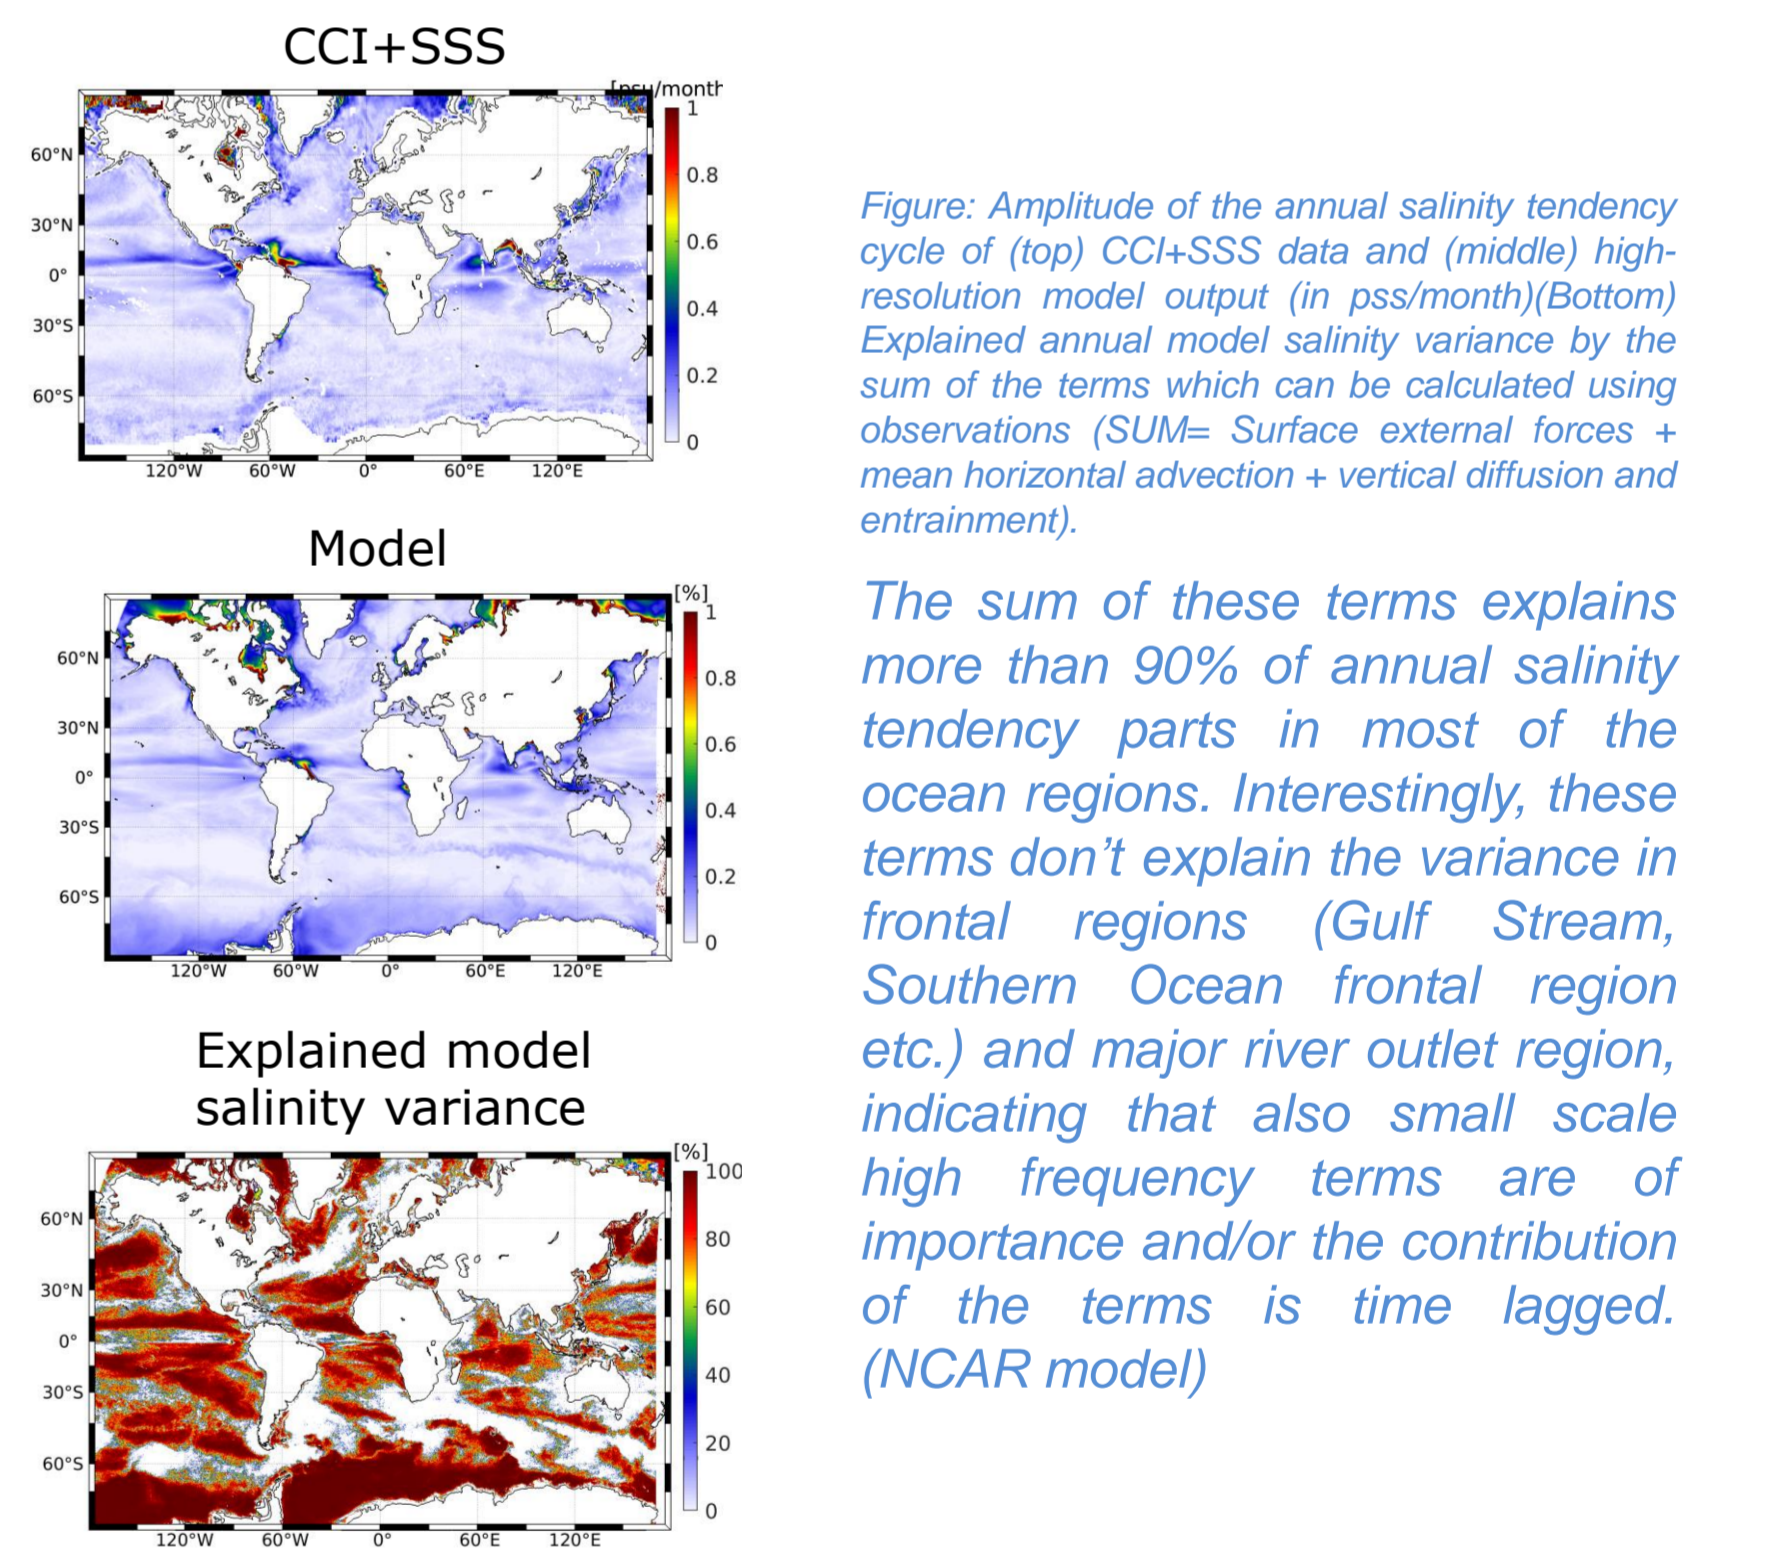 CCI+SSS
[psu/month
1
0.8
0.6
0.4
0.2
0
60°N
30°N
0°
30°S
60°S
120°W 60°W 0° 60°E 120°E
Model
[%]
1
0.8
0.6
0.4
0.2
0
60°N
30°N
0°
30°S
60°S
120°W 60°W 0° 60°E 120°E
Explained model
salinity variance
[%]
100
80
60
40
20
0
60°N
30°N
0°
30°S
60°S
120°W 60°W 0° 60°E 120°E
Figure: Amplitude of the annual salinity tendency
cycle of (top) CCI+SSS data and (middle) high-
resolution model output (in pss/month)(Bottom)
Explained annual model salinity variance by the
sum of the terms which can be calculated using
observations (SUM= Surface external forces +
mean horizontal advection + vertical diffusion and
entrainment).
The sum of these terms explains
more than 90% of annual salinity
tendency parts in most of the
ocean regions. Interestingly, these
terms don’t explain the variance in
frontal regions (Gulf Stream,
Southern Ocean frontal region
etc.) and major river outlet region,
indicating that also small scale
high frequency terms are of
importance and/or the contribution
of the terms is time lagged.
(NCAR model)